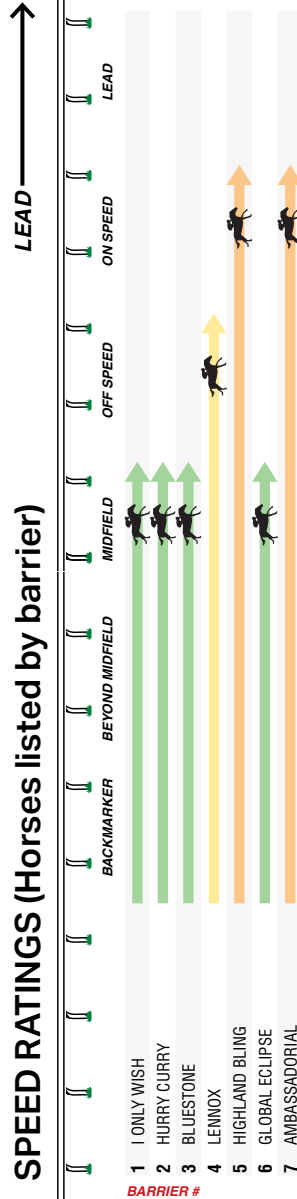 SPEED RATINGS (Horses listed by barrier)
LEAD
BACKMARKER BEYOND MIDFIELD MIDFIELD OFF SPEED ON SPEED LEAD
1 I ONLY WISH
2 HURRY CURRY
3 BLUESTONE
4 LENNOX
5 HIGHLAND BLING
6 GLOBAL ECLIPSE
7 AMBASSADORIAL
BARRIER #